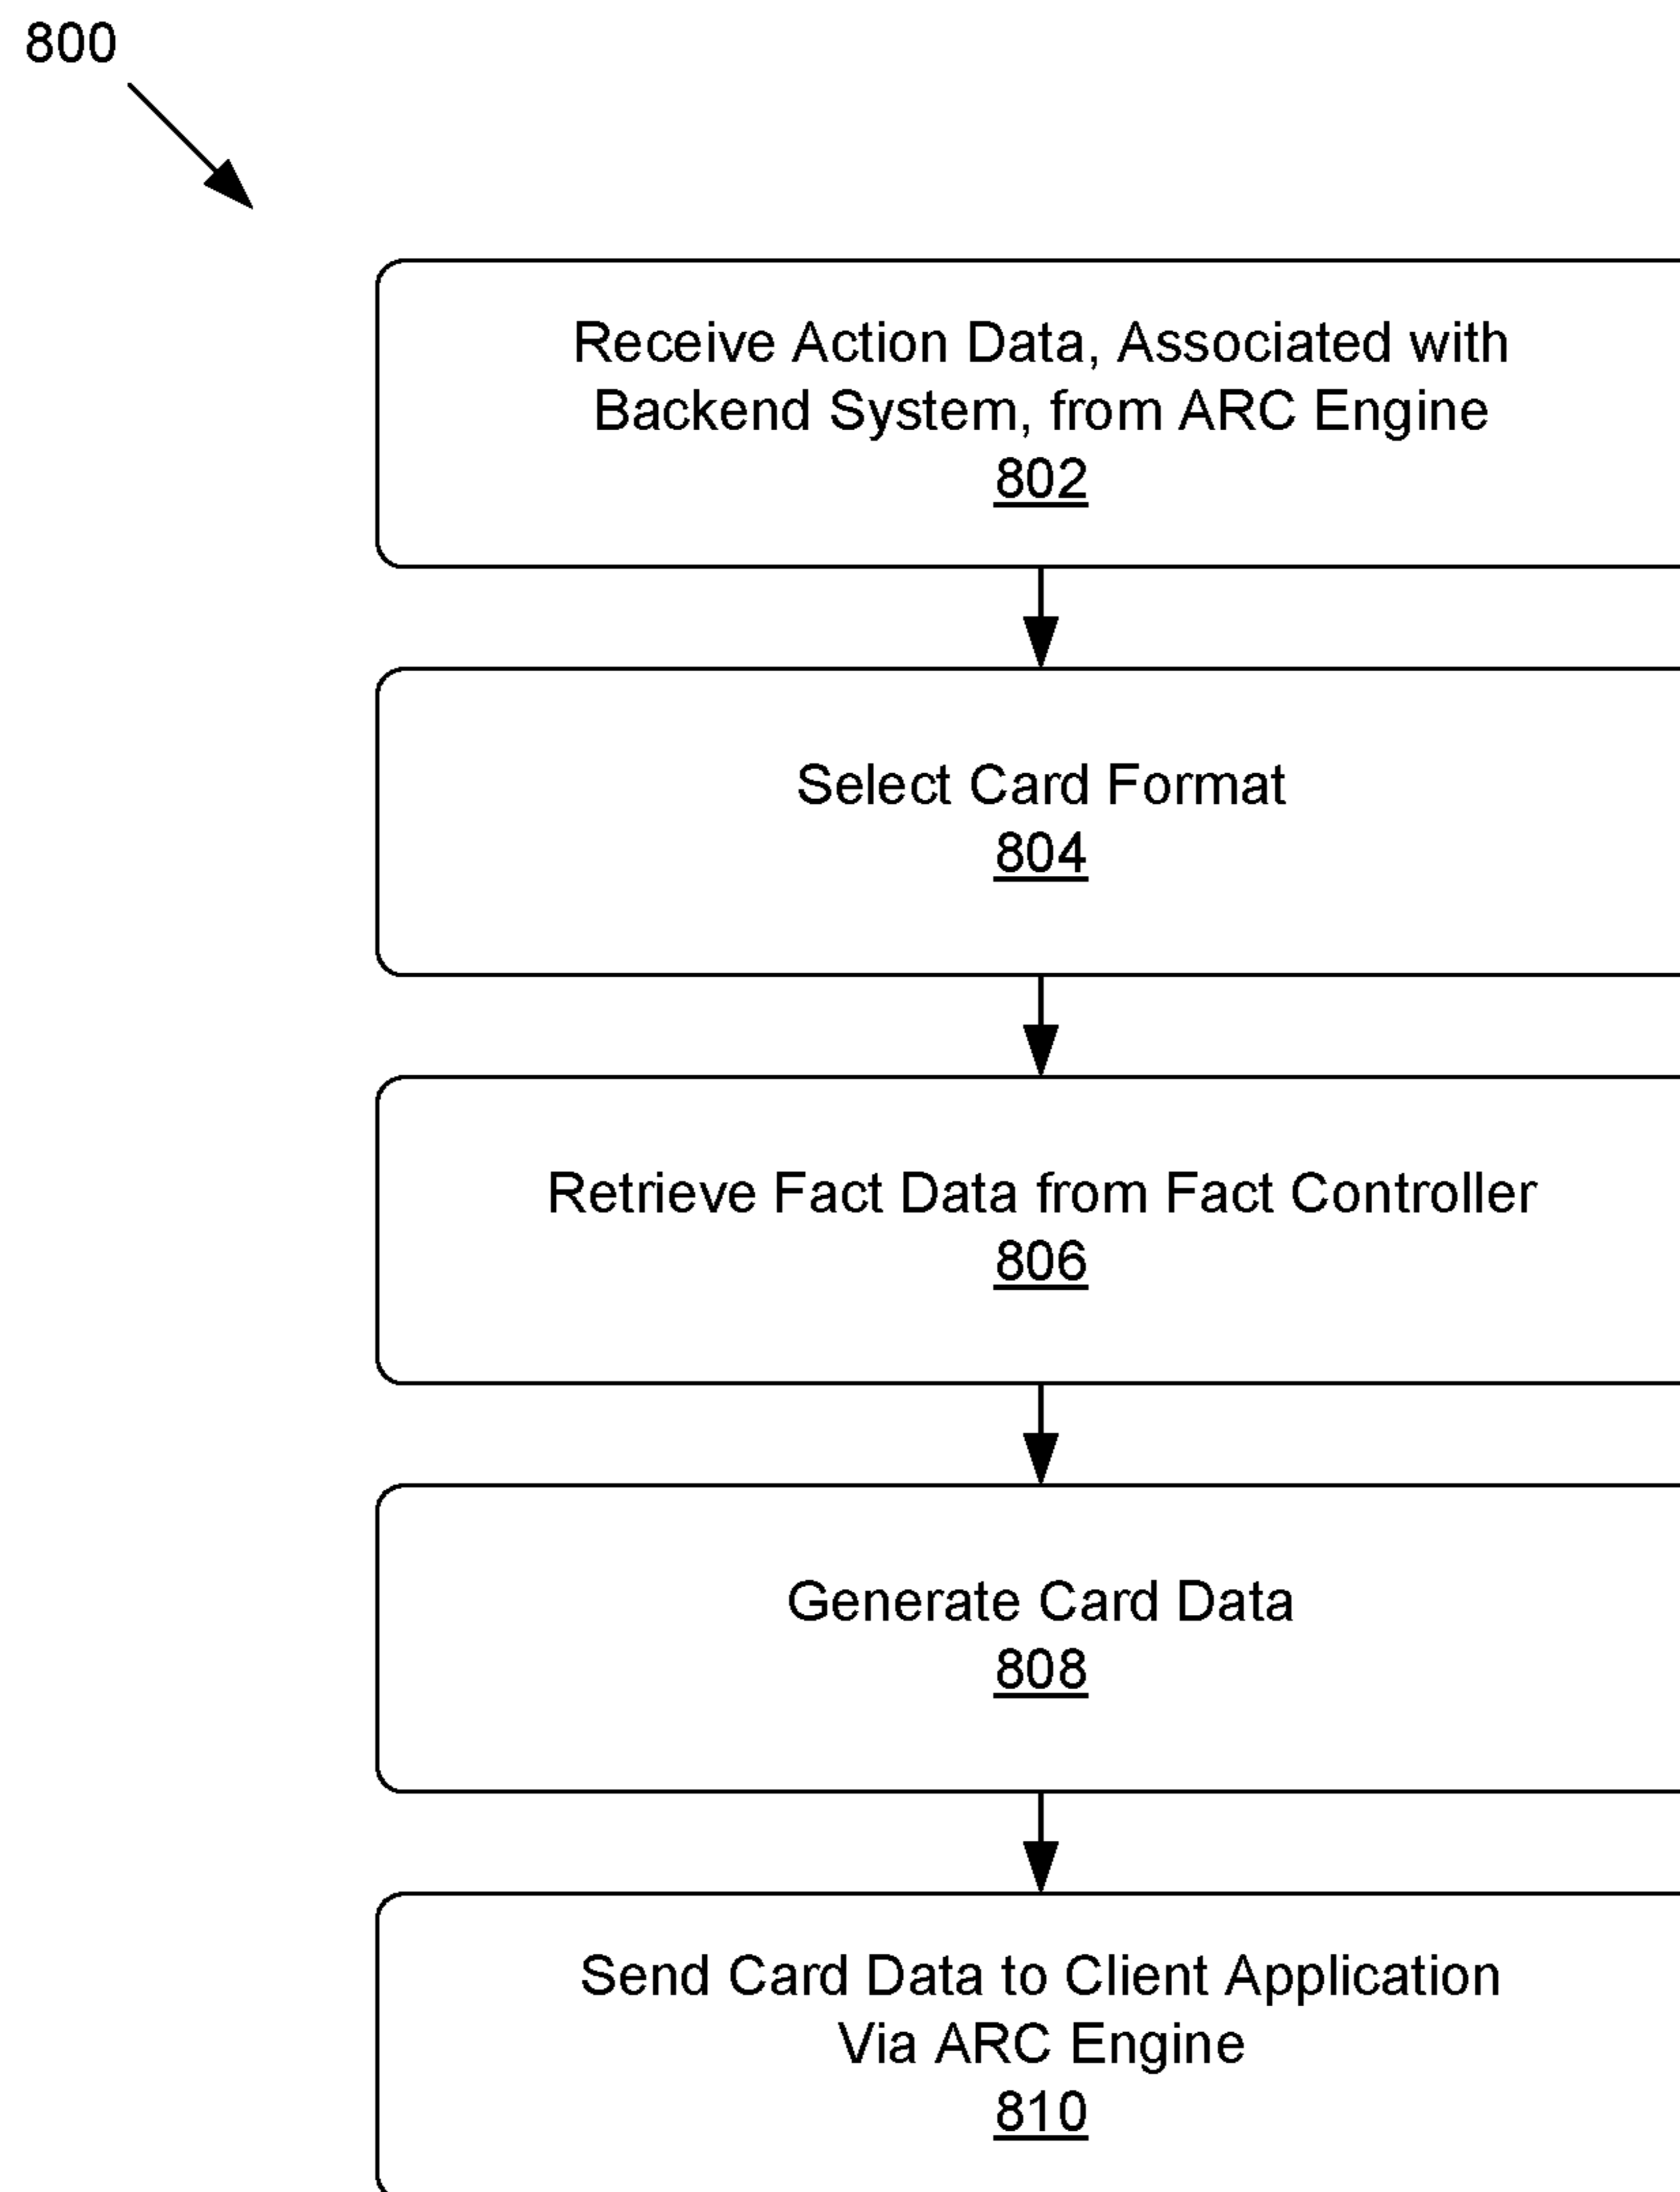 800
Receive Action Data, Associated with
Backend System, from ARC Engine
802
Select Card Format
804
Retrieve Fact Data from Fact Controller
806
Generate Card Data
808
Send Card Data to Client Application
Via ARC Engine
810